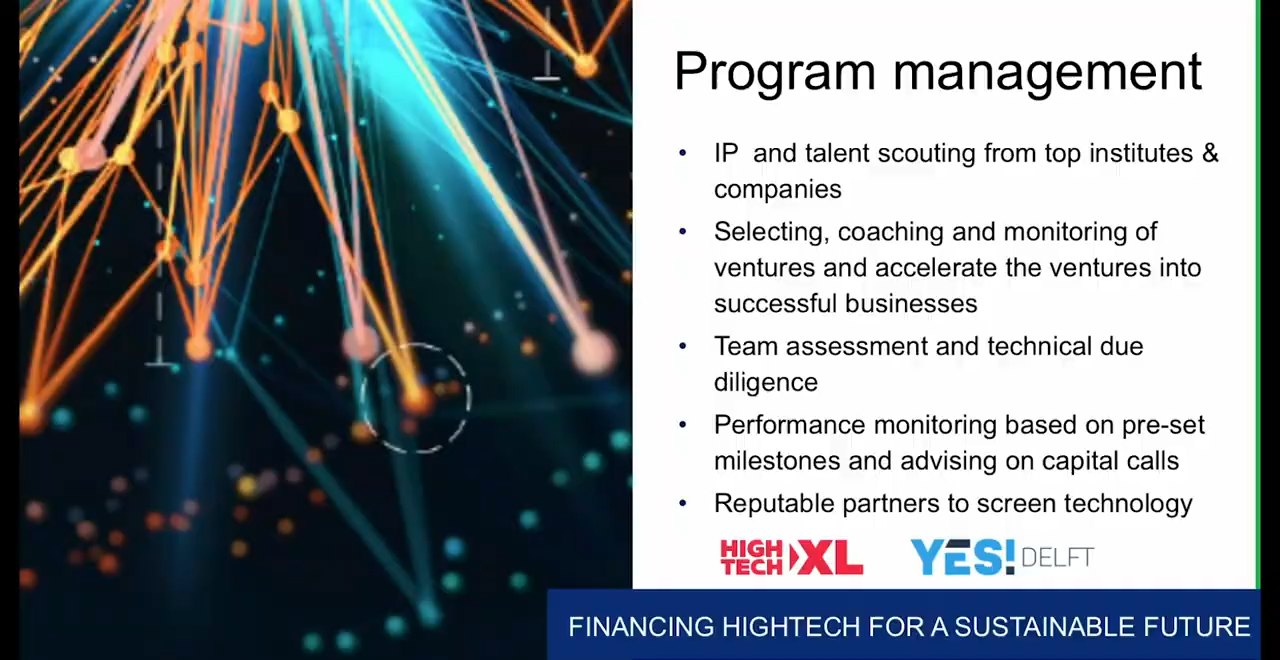 Program management
• IP and talent scouting from top institutes &
companies
• Selecting, coaching and monitoring of
ventures and accelerate the ventures into
successful businesses
• Team assessment and technical due
diligence
• Performance monitoring based on pre-set
milestones and advising on capital calls
• Reputable partners to screen technology
HIGH TECH XL YES! DELFT
FINANCING HIGHTECH FOR A SUSTAINABLE FUTURE